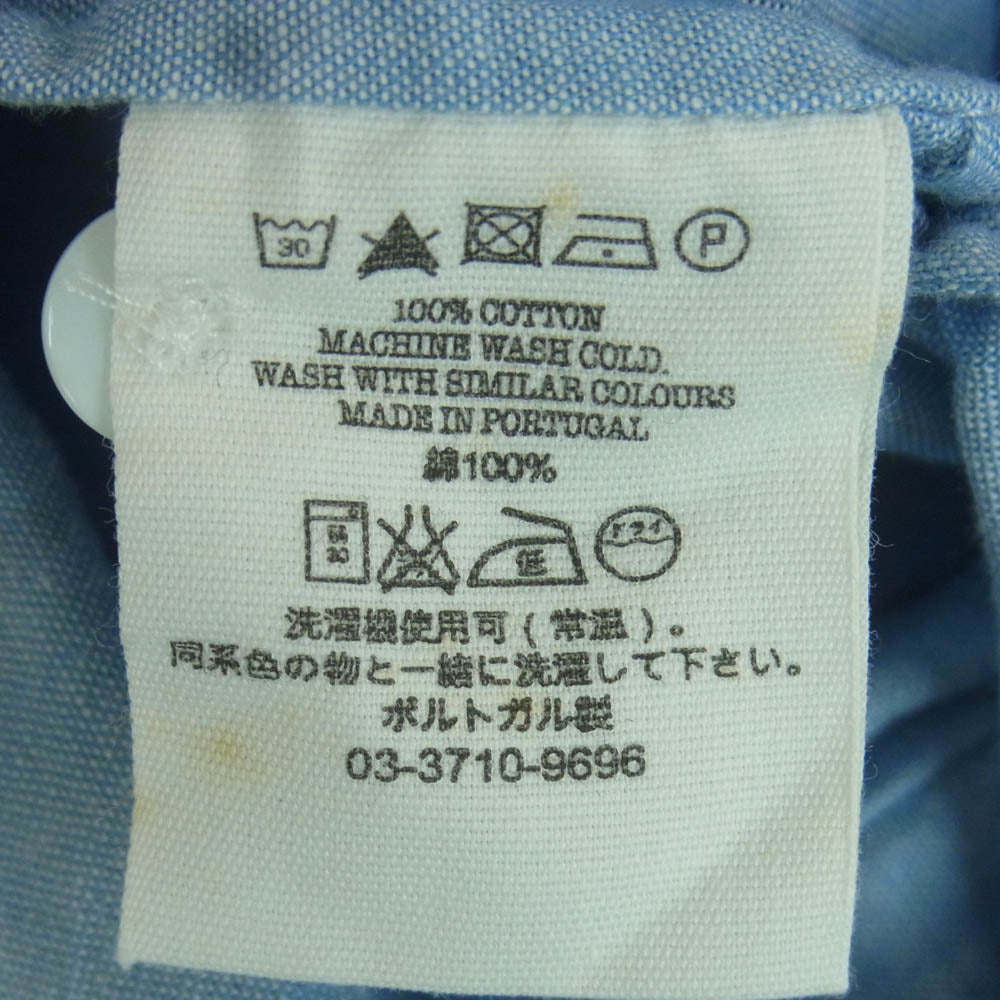 30 P
100% COTTON
MACHINE WASH COLD.
WASH WITH SIMILAR COLOURS
MADE IN PORTUGAL
綿100%
低 ドライ
洗濯機使用可(常温)。
同系色の物と一緒に洗濯して下さい。
ポルトガル製
03-3710-9696